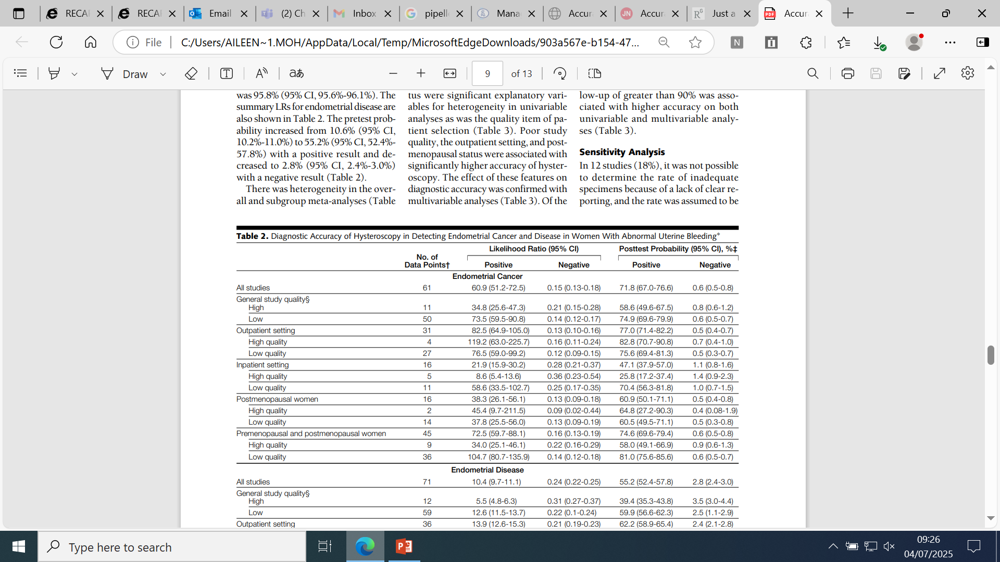 RECAP
RECAP
Email
(2) Ch
Inbox
pipelle
Mana
Accura
Accura
Just a
Accura
File
C:/Users/AILEEN~1.MOH/AppData/Local/Temp/MicrosoftEdgeDownloads/903a567e-b154-47...
Draw
9 of 13
was 95.8% (95% CI, 95.6%-96.1%). The
summary LRs for endometrial disease are
also shown in Table 2. The pretest prob-
ability increased from 10.6% (95% CI,
10.2%-11.0%) to 55.2% (95% CI, 52.4%-
57.8%) with a positive result and de-
creased to 2.8% (95% CI, 2.4%-3.0%)
with a negative result (Table 2).
There was heterogeneity in the over-
all and subgroup meta-analyses (Table
tus were significant explanatory vari-
ables for heterogeneity in univariable
analyses as was the quality item of pa-
tient selection (Table 3). Poor study
quality, the outpatient setting, and post-
menopausal status were associated with
significantly higher accuracy of hyster-
oscopy. The effect of these features on
diagnostic accuracy was confirmed with
multivariable analyses (Table 3). Of the
low-up of greater than 90% was asso-
ciated with higher accuracy on both
univariable and multivariable analy-
ses (Table 3).
Sensitivity Analysis
In 12 studies (18%), it was not possible
to determine the rate of inadequate
specimens because of a lack of clear re-
porting, and the rate was assumed to be
Table 2. Diagnostic Accuracy of Hysteroscopy in Detecting Endometrial Cancer and Disease in Women With Abnormal Uterine Bleeding*
Likelihood Ratio (95% CI) Posttest Probability (95% CI), %‡
No. of
Data Points† Positive Negative Positive Negative
Endometrial Cancer
All studies 61 60.9 (51.2-72.5) 0.15 (0.13-0.18) 71.8 (67.0-76.6) 0.6 (0.5-0.8)
General study quality§
High 11 34.8 (25.6-47.3) 0.21 (0.15-0.28) 58.6 (49.6-67.5) 0.8 (0.6-1.2)
Low 50 73.5 (59.5-90.8) 0.14 (0.12-0.17) 74.9 (69.6-79.9) 0.6 (0.5-0.7)
Outpatient setting 31 82.5 (64.9-105.0) 0.13 (0.10-0.16) 77.0 (71.4-82.2) 0.5 (0.4-0.7)
High quality 4 119.2 (63.0-225.7) 0.16 (0.11-0.24) 82.8 (70.7-90.8) 0.7 (0.4-1.0)
Low quality 27 76.5 (59.0-99.2) 0.12 (0.09-0.15) 75.6 (69.4-81.3) 0.5 (0.3-0.7)
Inpatient setting 16 21.9 (15.9-30.2) 0.28 (0.21-0.37) 47.1 (37.9-57.0) 1.1 (0.8-1.6)
High quality 5 8.6 (5.4-13.6) 0.36 (0.23-0.54) 25.8 (17.2-37.4) 1.4 (0.9-2.3)
Low quality 11 58.6 (33.5-102.7) 0.25 (0.17-0.35) 70.4 (56.3-81.8) 1.0 (0.7-1.5)
Postmenopausal women 16 38.3 (26.1-56.1) 0.13 (0.09-0.18) 60.9 (50.1-71.1) 0.5 (0.4-0.8)
High quality 2 45.4 (9.7-211.5) 0.09 (0.02-0.44) 64.8 (27.2-90.3) 0.4 (0.08-1.9)
Low quality 14 37.8 (25.5-56.0) 0.13 (0.09-0.19) 60.5 (49.5-71.1) 0.5 (0.3-0.8)
Premenopausal and postmenopausal women 45 72.5 (59.7-88.1) 0.16 (0.13-0.19) 74.6 (69.6-79.4) 0.6 (0.5-0.8)
High quality 9 34.0 (25.1-46.1) 0.22 (0.16-0.29) 58.0 (49.1-66.9) 0.9 (0.6-1.3)
Low quality 36 104.7 (80.7-135.9) 0.14 (0.12-0.18) 81.0 (75.6-85.6) 0.6 (0.5-0.7)
Endometrial Disease
All studies 71 10.4 (9.7-11.1) 0.24 (0.22-0.25) 55.2 (52.4-57.8) 2.8 (2.4-3.0)
General study quality§
High 12 5.5 (4.8-6.3) 0.31 (0.27-0.37) 39.4 (35.3-43.8) 3.5 (3.0-4.4)
Low 59 12.6 (11.5-13.7) 0.22 (0.1-0.24) 59.9 (56.6-62.3) 2.5 (1.1-2.9)
Outpatient setting 36 13.9 (12.6-15.3) 0.21 (0.19-0.23) 62.2 (58.9-65.4) 2.4 (2.1-2.8)
Type here to search
09:26
04/07/2025